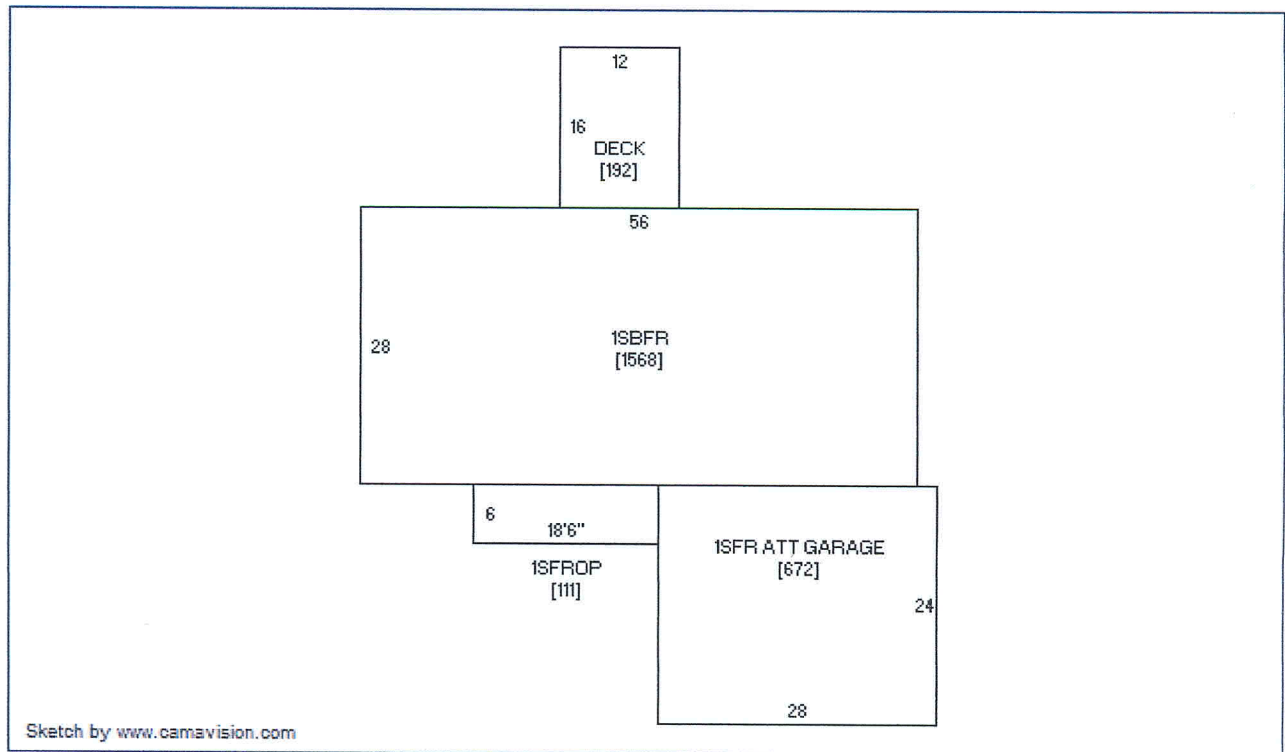 12
16
DECK
[192]
56
28
1SBFR
[1568]
6
18'6"
1SFROP
[111]
1SFR ATT GARAGE
[672]
24
28
Sketch by www.camavision.com